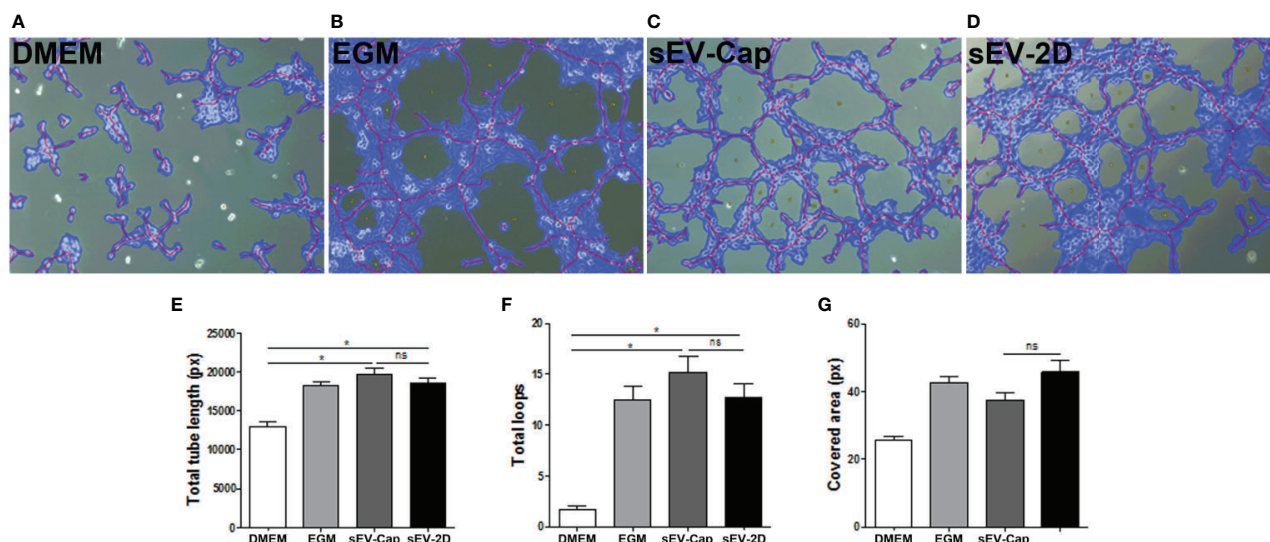 A
B
C
D
DMEM
EGM
sEV-Cap
sEV-2D
E
Total tube length (px)
25000
20000
15000
10000
5000
0
*
*
ns
DMEM EGM sEV-Cap sEV-2D
F
Total loops
20
15
10
5
0
*
*
ns
DMEM EGM sEV-Cap sEV-2D
G
Covered area (px)
60
40
20
0
ns
DMEM EGM sEV-Cap